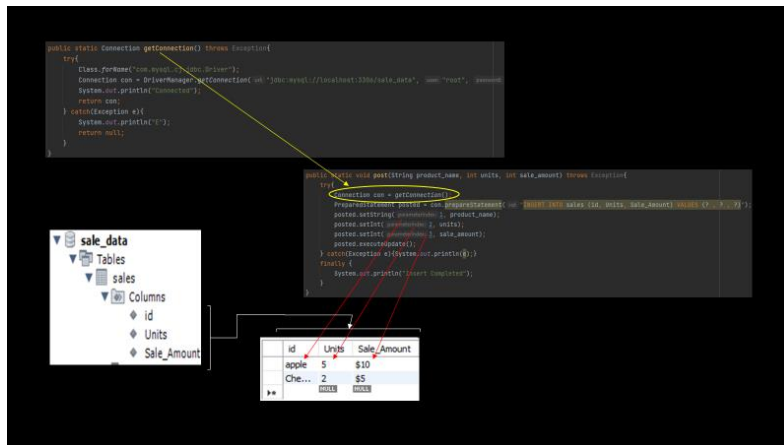 public static Connection getConnection() throws Exception{
try{
Class.forName("com.mysql.cj.jdbc.Driver");
Connection con = DriverManager.getConnection( url: "jdbc:mysql://localhost:3306/sale_data", user: "root",
System.out.println("Connected");
return con;
} catch(Exception e){
System.out.println("E");
return null;
}
}
public static void post(String product_name, int units, int sale_amount) throws Exception{
try{
Connection con = getConnection();
PreparedStatement posted = con.prepareStatement( sql: "INSERT INTO sales (id, Units, Sale_Amount) VALUES (? , ? , ?)");
posted.setString( 1, product_name);
posted.setInt( units);
posted.setInt( sale_amount);
posted.executeUpdate();
} catch(Exception e){System.out.println(e);}
finally {
System.out.println("Insert Completed");
}
}
sale_data
Tables
sales
Columns
id
Units
Sale_Amount
id Units Sale_Amount
apple 5 $10
Che... 2 $5
NULL NULL